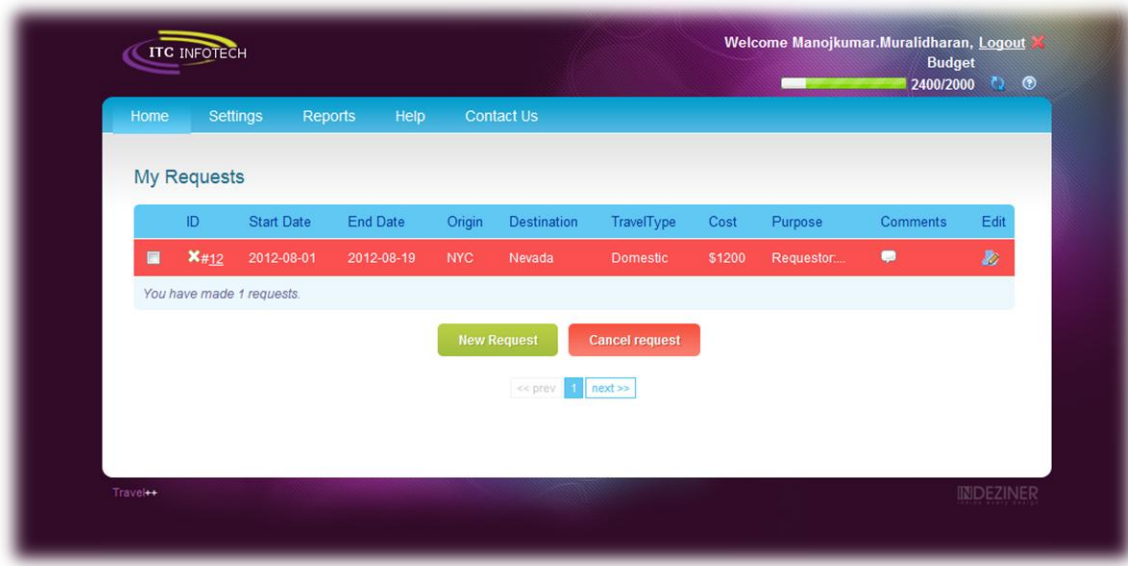 ITC INFOTECH
Welcome Manojkumar.Muralidharan, Logout
Budget
2400/2000
Home Settings Reports Help Contact Us
My Requests
ID Start Date End Date Origin Destination TravelType Cost Purpose Comments Edit
#12 2012-08-01 2012-08-19 NYC Nevada Domestic $1200 Requestor:...
You have made 1 requests.
New Request Cancel request
<< prev 1 next >>
Travel++ INDEZINER